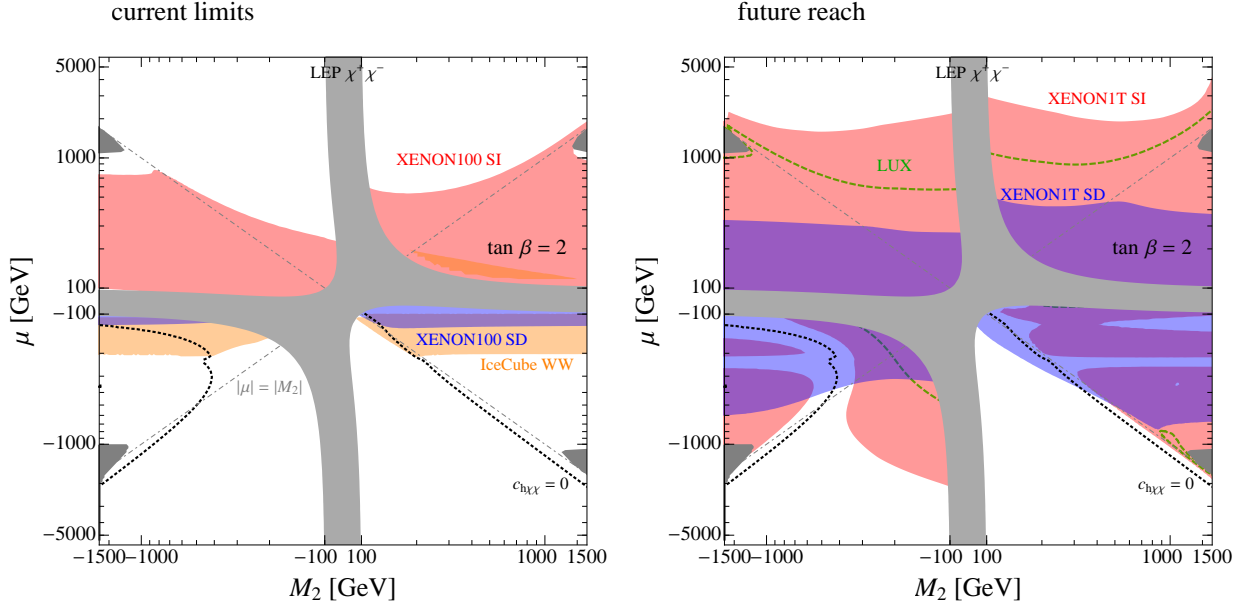 current limits
future reach
LEP χ⁺ χ⁻
XENON100 SI
tan β = 2
XENON100 SD
IceCube WW
|μ| = |M₂|
c_hχχ = 0
5000
1000
100
−100
−1000
−5000
μ [GeV]
−1500 −1000 −100 100 1000 1500
M₂ [GeV]
LEP χ⁺ χ⁻
XENON1T SI
LUX
XENON1T SD
tan β = 2
c_hχχ = 0
5000
1000
100
−100
−1000
−5000
μ [GeV]
−1500 −1000 −100 100 1000 1500
M₂ [GeV]